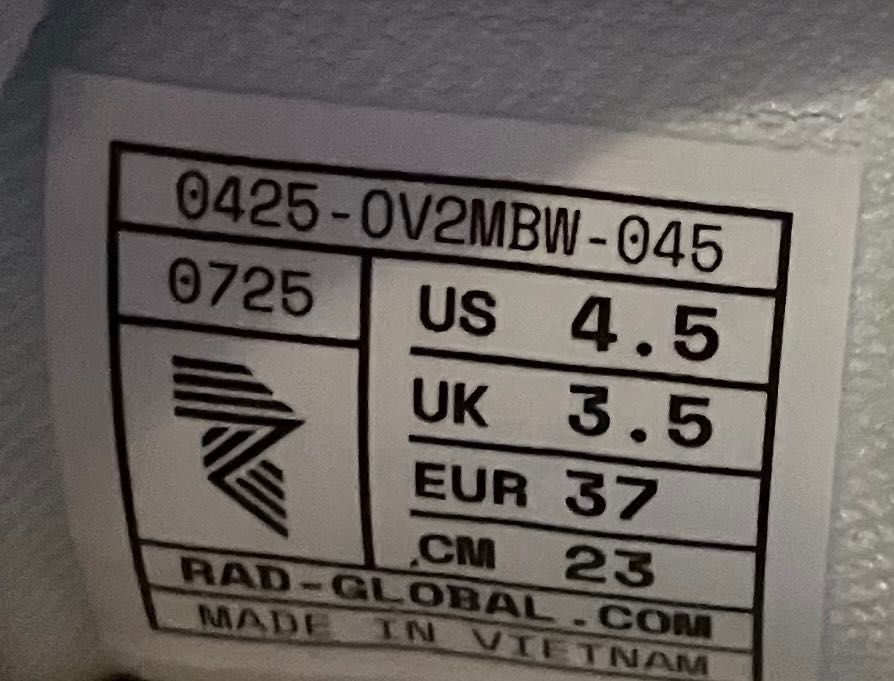 0425-OV2MBW-045
0725
US 4.5
UK 3.5
EUR 37
CM 23
RAD-GLOBAL.COM
MADE IN VIETNAM